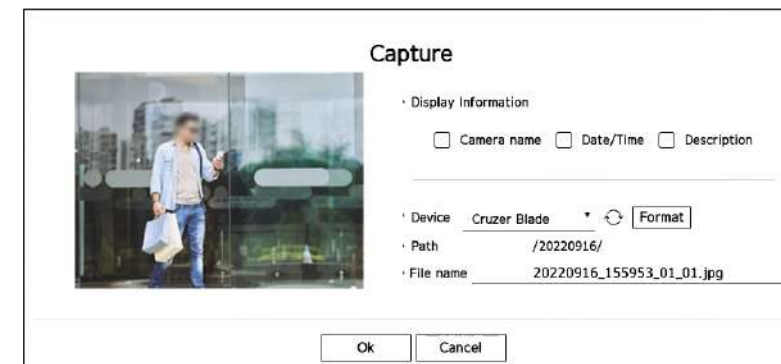 Capture
Display Information
Camera name Date/Time Description
Device Cruzer Blade Format
Path /20220916/
File name 20220916_155953_01_01.jpg
Ok Cancel